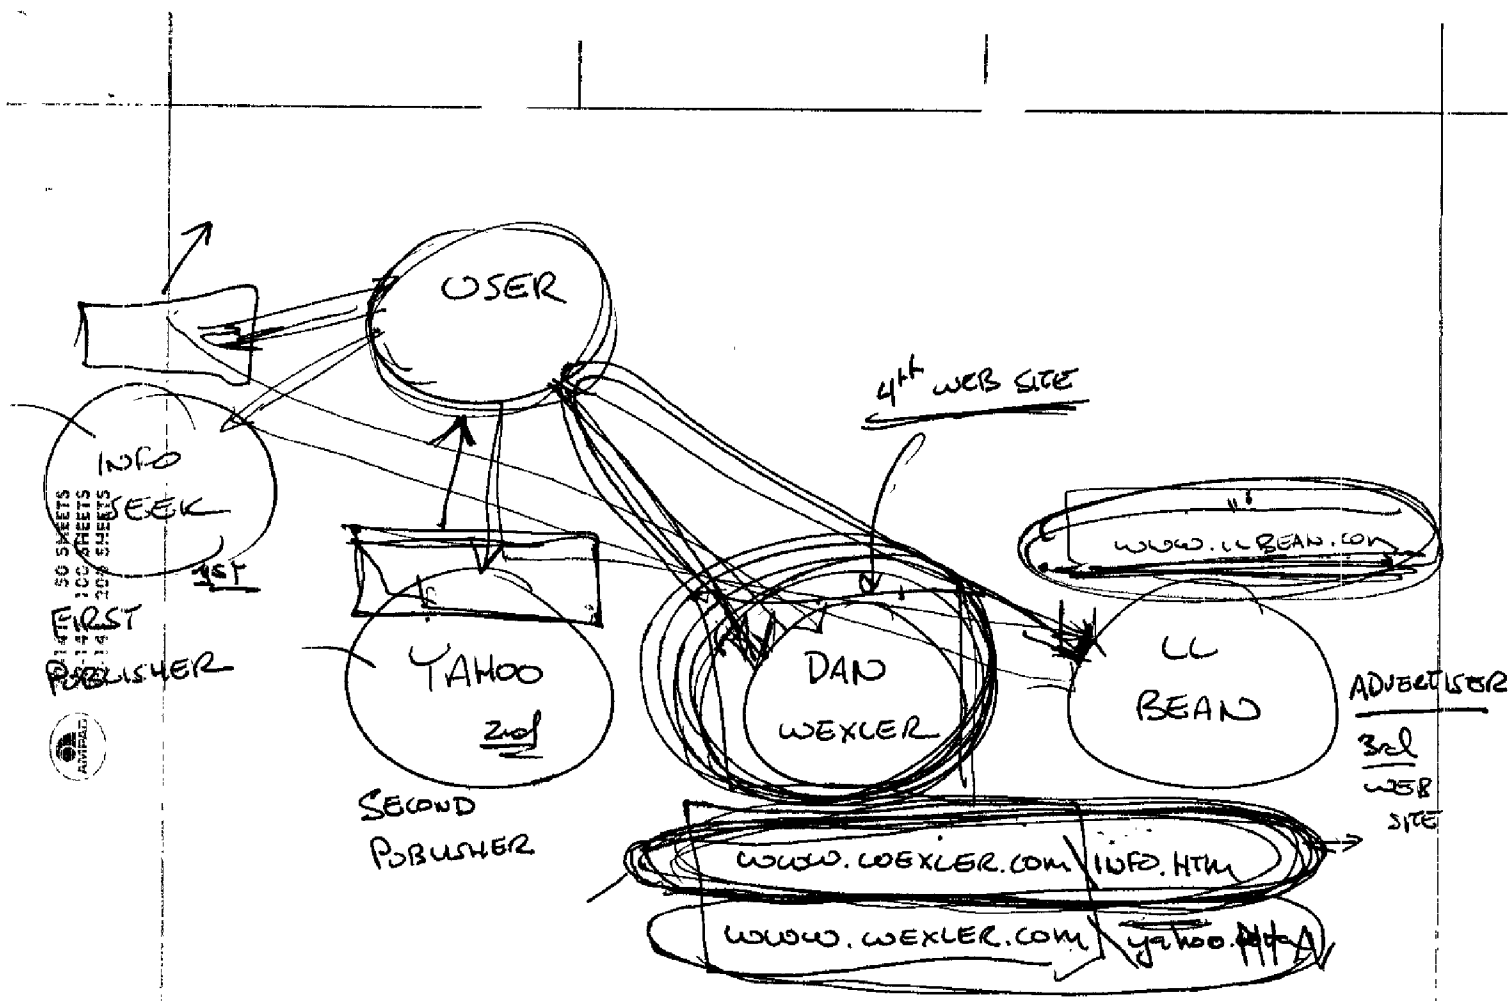 USER
4th WEB SITE
INFO
SEEK
1ST
FIRST
PUBLISHER
50 SHEETS
100 SHEETS
200 SHEETS
AMPAD
YAHOO
2nd
SECOND
PUBLISHER
DAN
WEXLER
www.LLBEAN.com
LL
BEAN
ADVERTISER
3rd
WEB
SITE
www.WEXLER.com\INFO.HTM
www.WEXLER.com\yahoo.